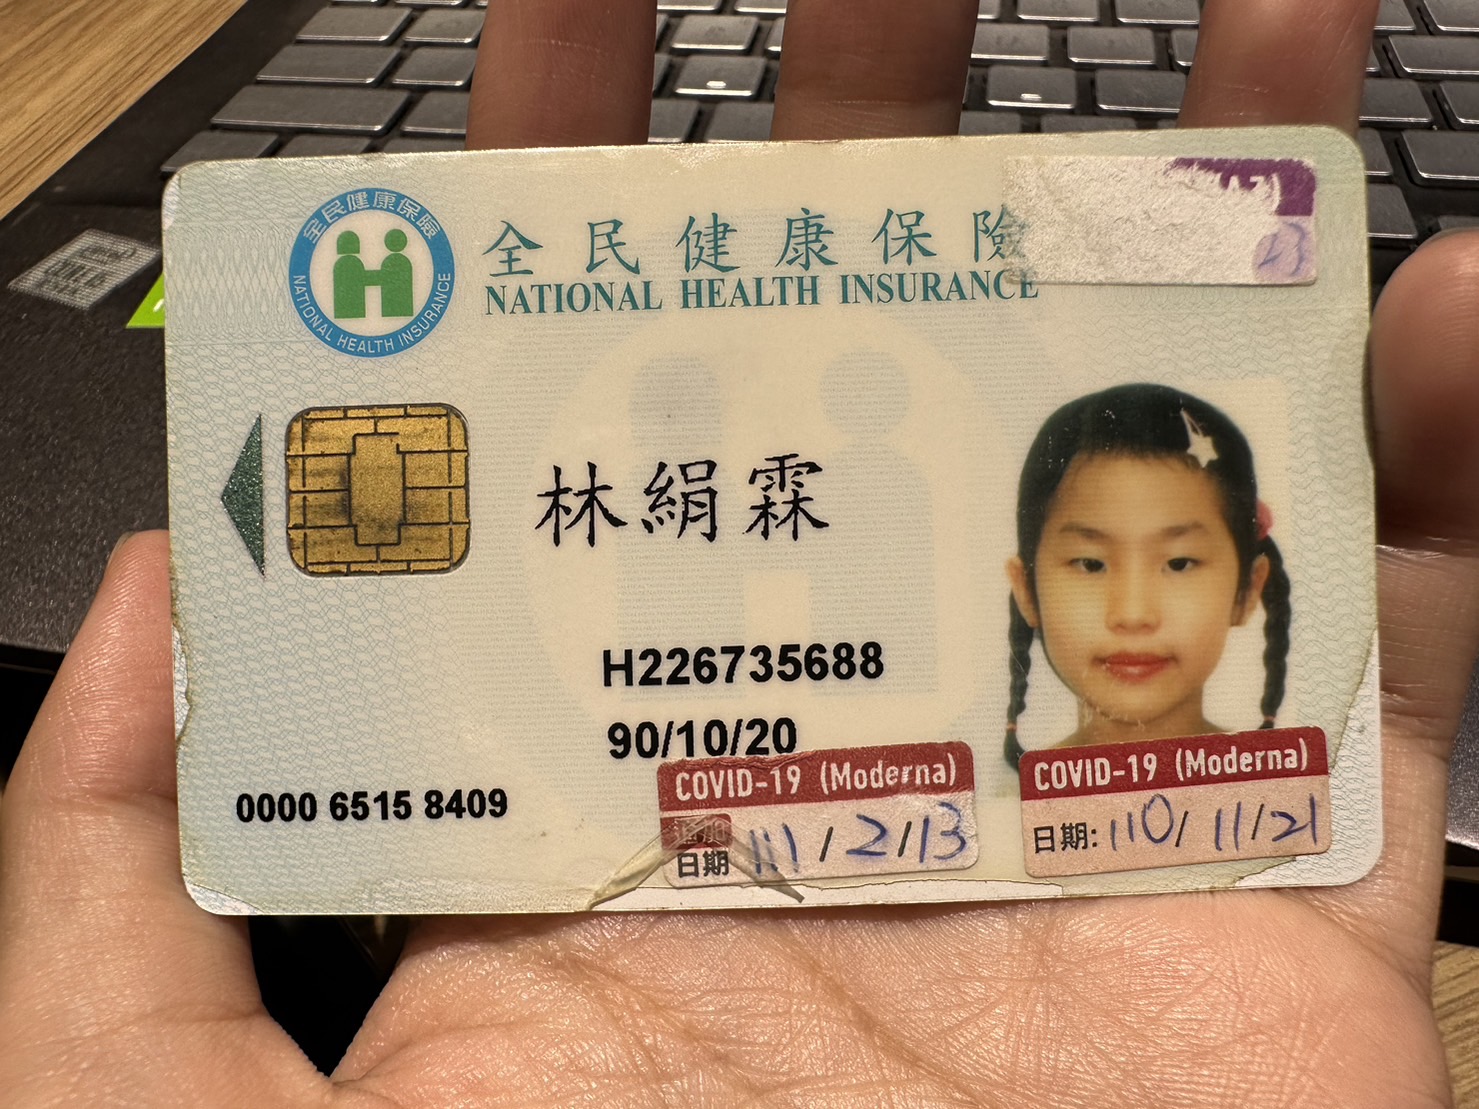 全民健康保險
NATIONAL HEALTH INSURANCE
全民健康保險
NATIONAL HEALTH INSURANCE
23
林絹霖
H226735688
90/10/20
0000 6515 8409
COVID-19 (Moderna)
追加
日期 111/2/13
COVID-19 (Moderna)
日期: 110/11/21